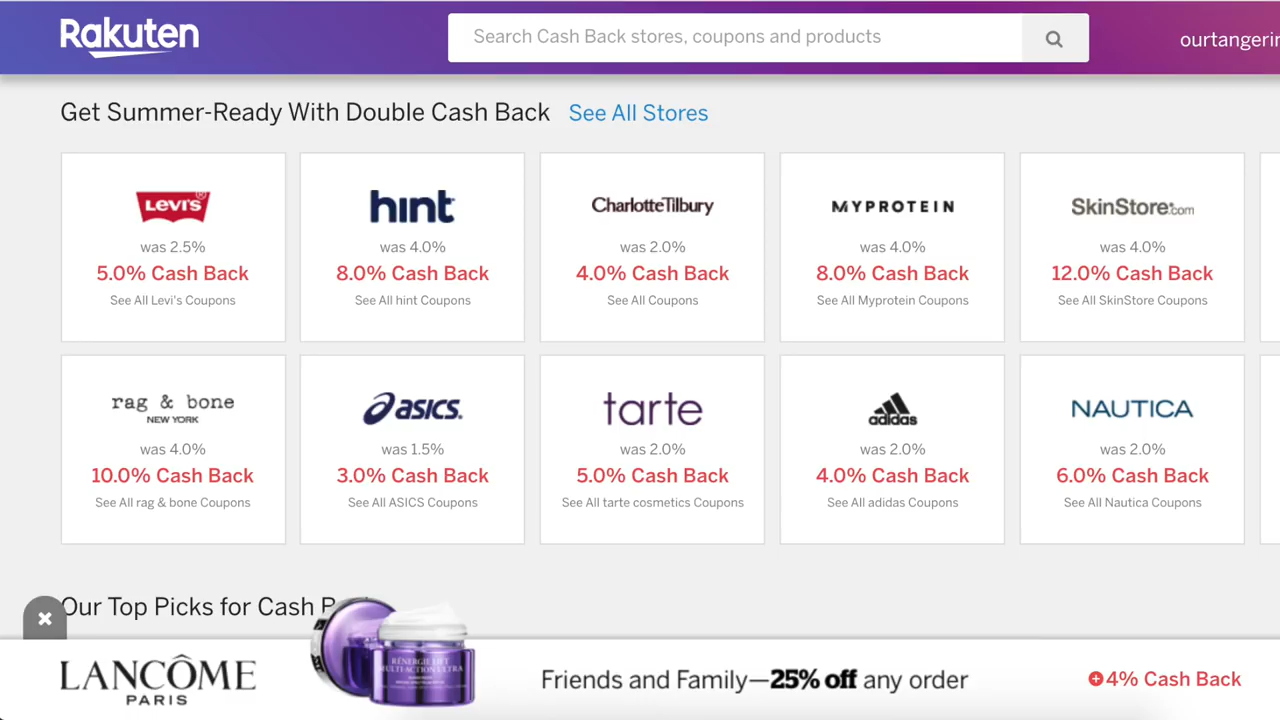 Rakuten
Search Cash Back stores, coupons and products
ourtangerin
Get Summer-Ready With Double Cash Back See All Stores
LEVI'S
was 2.5%
5.0% Cash Back
See All Levi's Coupons
hint
was 4.0%
8.0% Cash Back
See All hint Coupons
Charlotte Tilbury
was 2.0%
4.0% Cash Back
See All Coupons
MYPROTEIN
was 4.0%
8.0% Cash Back
See All Myprotein Coupons
SkinStore.com
was 4.0%
12.0% Cash Back
See All SkinStore Coupons
rag & bone
NEW YORK
was 4.0%
10.0% Cash Back
See All rag & bone Coupons
asics
was 1.5%
3.0% Cash Back
See All ASICS Coupons
tarte
was 2.0%
5.0% Cash Back
See All tarte cosmetics Coupons
adidas
was 2.0%
4.0% Cash Back
See All adidas Coupons
NAUTICA
was 2.0%
6.0% Cash Back
See All Nautica Coupons
Our Top Picks for Cash
LANCÔME
PARIS
RÉNERGIE LIFT
MULTI-ACTION ULTRA
Friends and Family—25% off any order
4% Cash Back